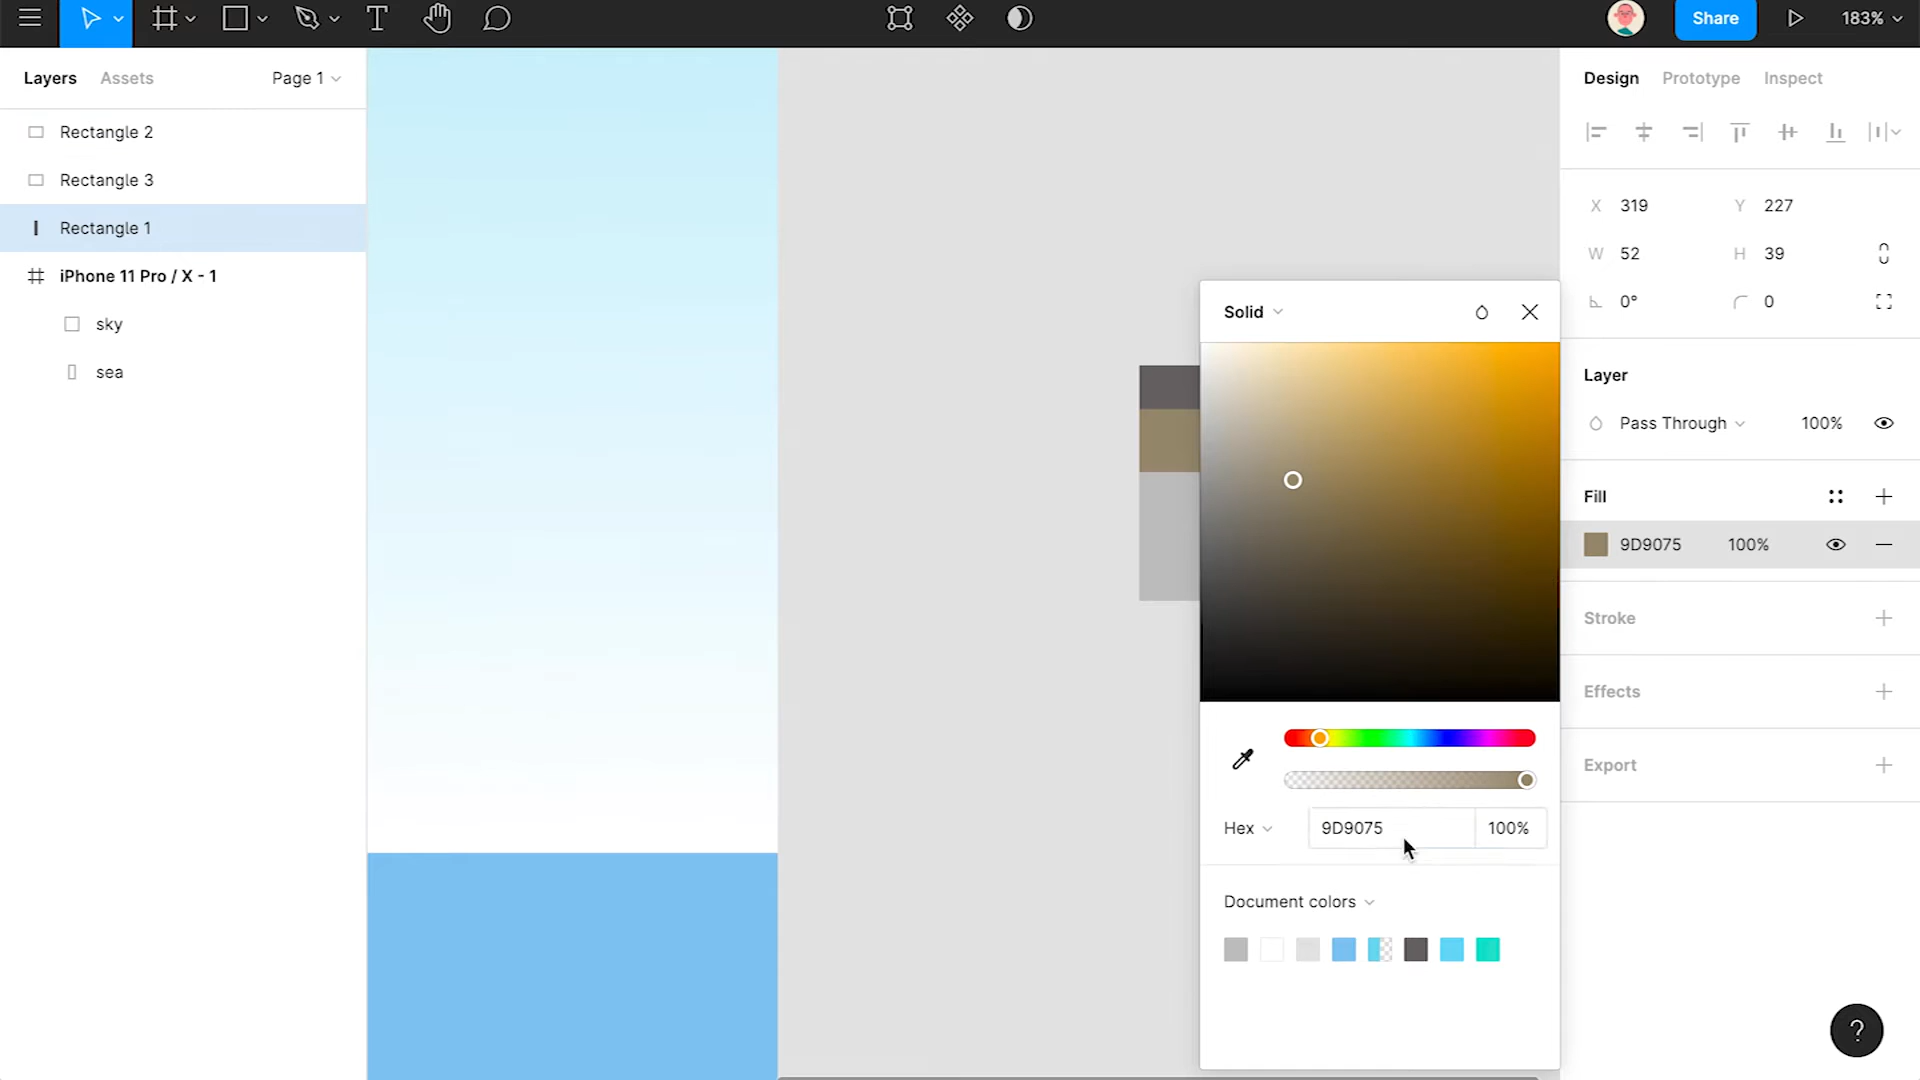 Share
183%
Layers
Assets
Page 1
Rectangle 2
Rectangle 3
Rectangle 1
iPhone 11 Pro / X - 1
sky
sea
Design
Prototype
Inspect
X 319
Y 227
W 52
H 39
0°
0
Layer
Pass Through
100%
Fill
9D9075
100%
Stroke
Effects
Export
Solid
Hex
9D9075
100%
Document colors
?